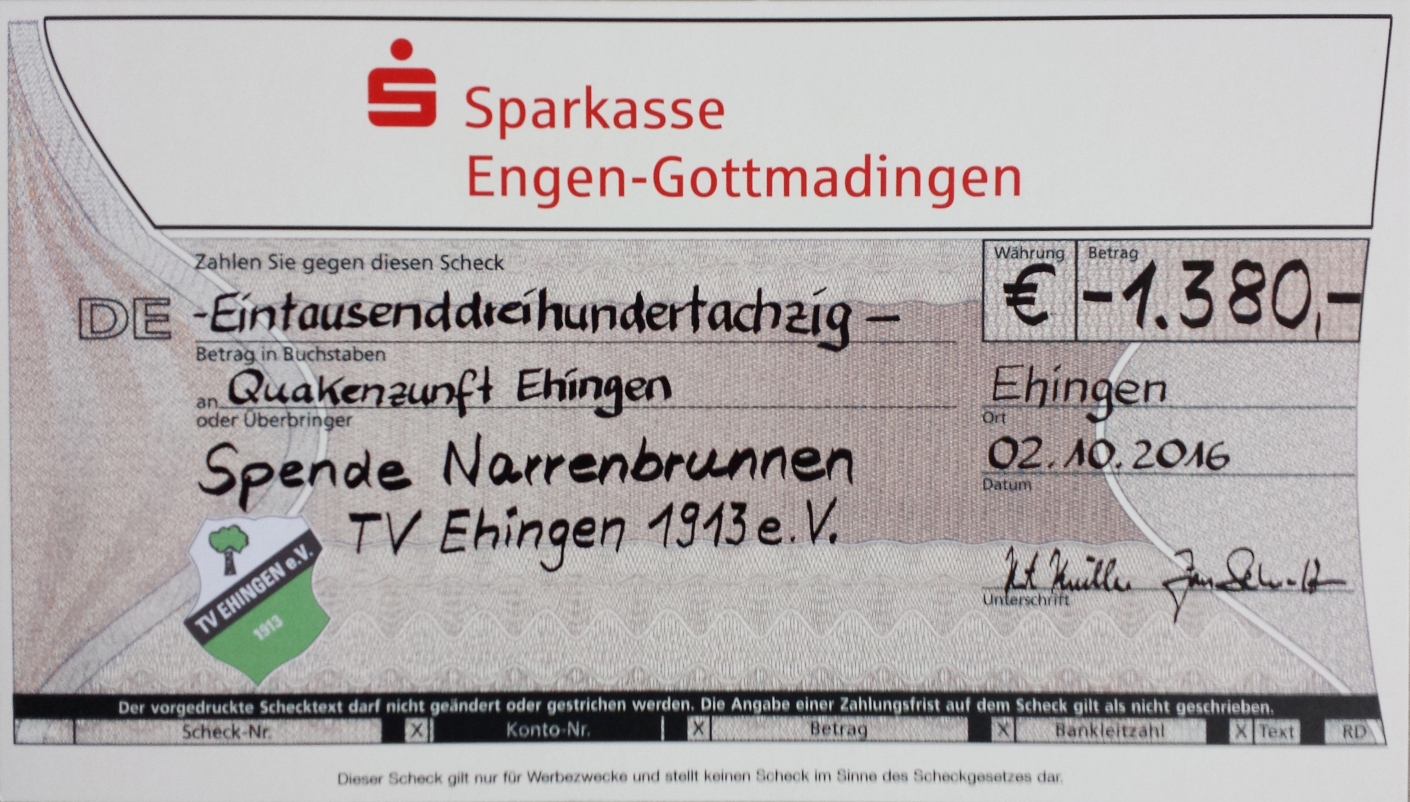 Sparkasse
Engen-Gottmadingen
Zahlen Sie gegen diesen Scheck
Währung
Betrag
DE
-Eintausenddreihundertachzig-
€
-1.380,-
Betrag in Buchstaben
an Quakenzunft Ehingen
Ehingen
oder Überbringer
Ort
Spende Narrenbrunnen
02.10.2016
Datum
TV Ehingen 1913 e.V.
TV EHINGEN e.V.
1913
Unterschrift
Der vorgedruckte Schecktext darf nicht geändert oder gestrichen werden. Die Angabe einer Zahlungsfrist auf dem Scheck gilt als nicht geschrieben.
Scheck-Nr. X Konto-Nr. X Betrag X Bankleitzahl X Text RD
Dieser Scheck gilt nur für Werbezwecke und stellt keinen Scheck im Sinne des Scheckgesetzes dar.